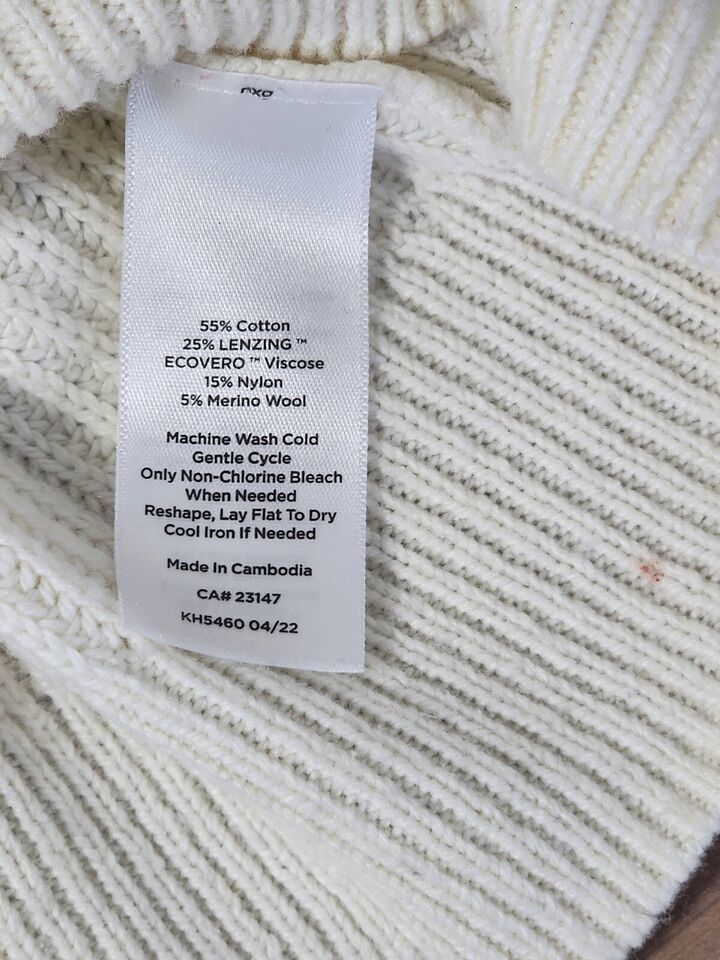 55% Cotton
25% LENZING ™
ECOVERO ™ Viscose
15% Nylon
5% Merino Wool
Machine Wash Cold
Gentle Cycle
Only Non-Chlorine Bleach
When Needed
Reshape, Lay Flat To Dry
Cool Iron If Needed
Made In Cambodia
CA# 23147
KH5460 04/22